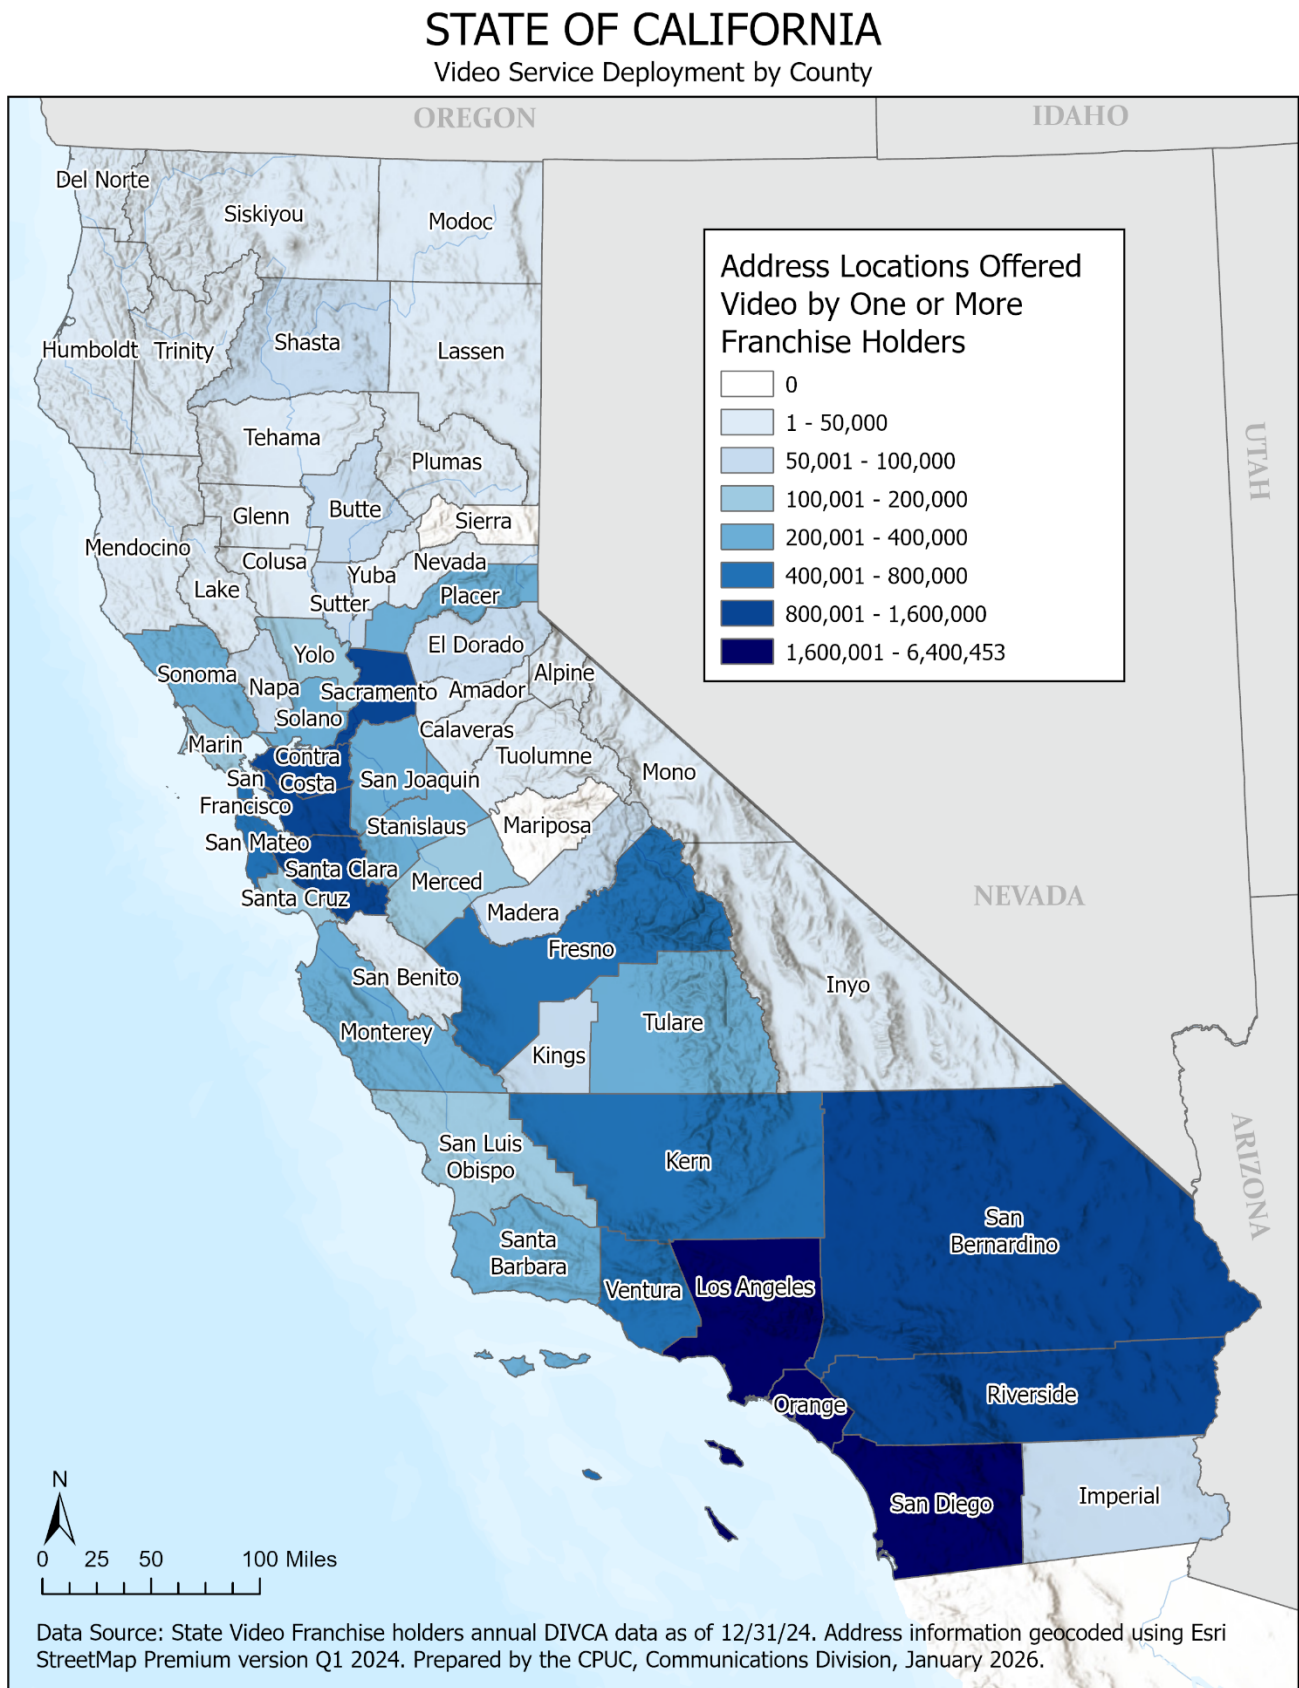 STATE OF CALIFORNIA
Video Service Deployment by County
OREGON
IDAHO
Del Norte
Siskiyou
Modoc
Address Locations Offered
Video by One or More
Franchise Holders
0
1 - 50,000
50,001 - 100,000
100,001 - 200,000
200,001 - 400,000
400,001 - 800,000
800,001 - 1,600,000
1,600,001 - 6,400,453
Humboldt
Trinity
Shasta
Lassen
UTAH
Tehama
Plumas
Glenn
Butte
Sierra
Mendocino
Colusa
Nevada
Lake
Yuba
Sutter
Placer
Yolo
El Dorado
Sonoma
Napa
Sacramento
Amador
Alpine
Solano
Calaveras
Marin
Contra
Costa
Tuolumne
Mono
San
Francisco
San Joaquin
Stanislaus
Mariposa
San Mateo
Santa Clara
Merced
Santa Cruz
Madera
NEVADA
Fresno
San Benito
Inyo
Monterey
Tulare
Kings
ARIZONA
San Luis
Obispo
Kern
San
Bernardino
Santa
Barbara
Ventura
Los Angeles
Orange
Riverside
San Diego
Imperial
N
0 25 50 100 Miles
Data Source: State Video Franchise holders annual DIVCA data as of 12/31/24. Address information geocoded using Esri
StreetMap Premium version Q1 2024. Prepared by the CPUC, Communications Division, January 2026.